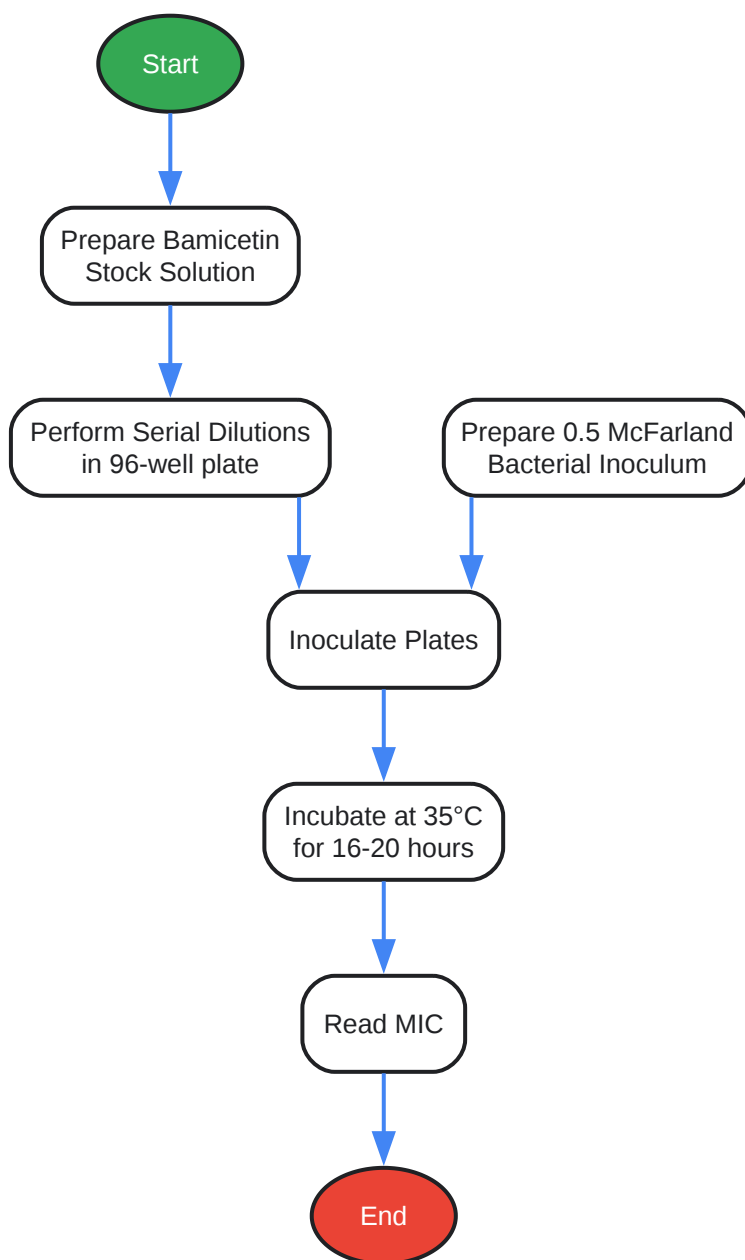 Start
Prepare Bamicetin
Stock Solution
Perform Serial Dilutions
in 96-well plate
Prepare 0.5 McFarland
Bacterial Inoculum
Inoculate Plates
Incubate at 35°C
for 16-20 hours
Read MIC
End